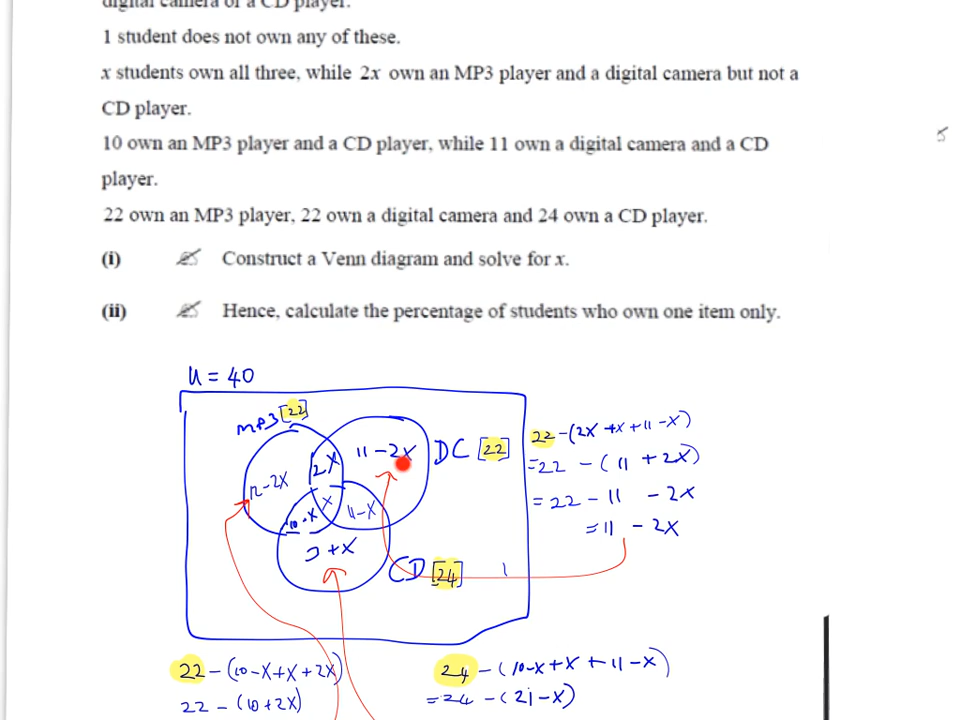 digital camera or a CD player.
1 student does not own any of these.
x students own all three, while 2x own an MP3 player and a digital camera but not a
CD player.
10 own an MP3 player and a CD player, while 11 own a digital camera and a CD
player.
22 own an MP3 player, 22 own a digital camera and 24 own a CD player.
(i) Construct a Venn diagram and solve for x.
(ii) Hence, calculate the percentage of students who own one item only.
U = 40
MP3 [22]
DC [22]
CD [24]
12-2x
2x
11-2x
10-x
x
11-x
3+x
1
22-(2x+x+11-x)
=22-(11+2x)
=22-11-2x
=11-2x
22-(10-x+x+2x)
22-(10+2x)
24-(10-x+x+11-x)
=24-(21-x)
5